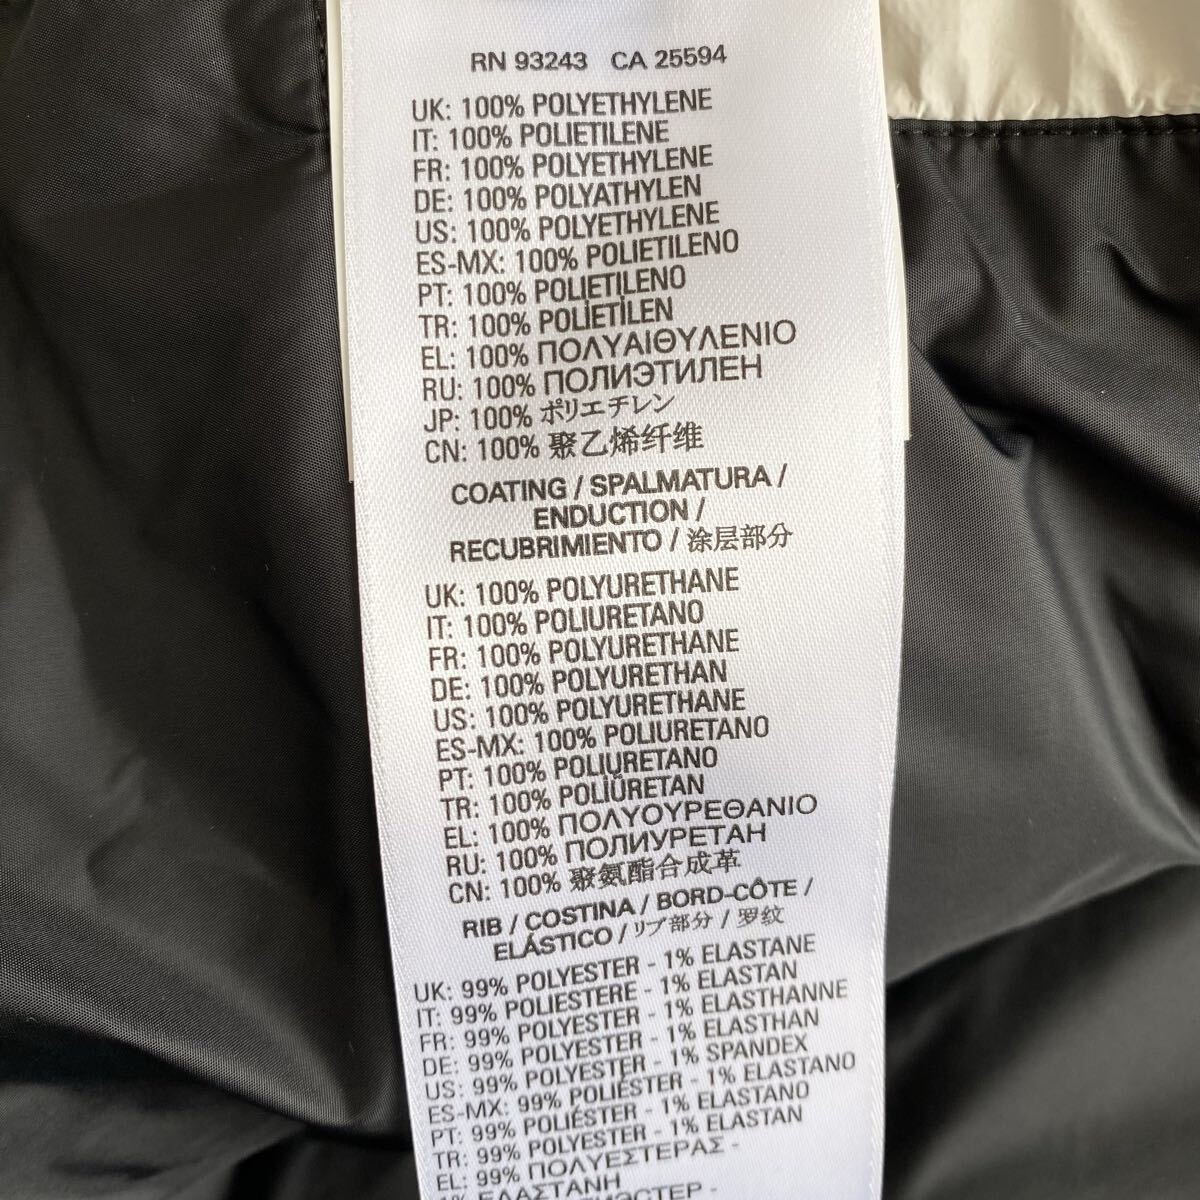 RN 93243 CA 25594
UK: 100% POLYETHYLENE
IT: 100% POLIETILENE
FR: 100% POLYETHYLENE
DE: 100% POLYATHYLEN
US: 100% POLYETHYLENE
ES-MX: 100% POLIETILENO
PT: 100% POLIETILENO
TR: 100% POLİETİLEN
EL: 100% ΠΟΛΥΑΙΘΥΛΕΝΙΟ
RU: 100% ПОЛИЭТИЛЕН
JP: 100% ポリエチレン
CN: 100% 聚乙烯纤维
COATING / SPALMATURA /
ENDUCTION /
RECUBRIMIENTO / 涂层部分
UK: 100% POLYURETHANE
IT: 100% POLIURETANO
FR: 100% POLYURETHANE
DE: 100% POLYURETHAN
US: 100% POLYURETHANE
ES-MX: 100% POLIURETANO
PT: 100% POLIURETANO
TR: 100% POLİÜRETAN
EL: 100% ΠΟΛΥΟΥΡΕΘΑΝΙΟ
RU: 100% ПОЛИУРЕТАН
CN: 100% 聚氨酯合成革
RIB / COSTINA / BORD-CÔTE /
ELÁSTICO / リブ部分 / 罗纹
UK: 99% POLYESTER - 1% ELASTANE
IT: 99% POLIESTERE - 1% ELASTAN
FR: 99% POLYESTER - 1% ELASTHANNE
DE: 99% POLYESTER - 1% ELASTHAN
US: 99% POLYESTER - 1% SPANDEX
ES-MX: 99% POLIÉSTER - 1% ELASTANO
PT: 99% POLIÉSTER - 1% ELASTANO
TR: 99% POLYESTER - 1% ELASTAN
EL: 99% ΠΟΛΥΕΣΤΕΡΑΣ -
1% ΕΛΑΣΤΑΝΗ